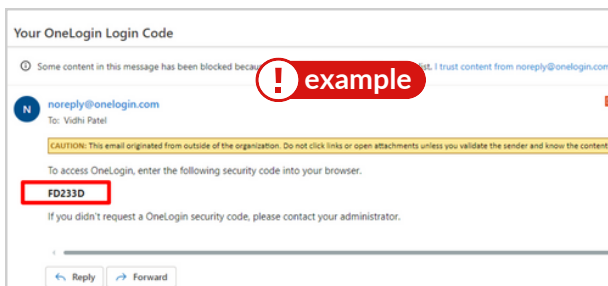 Your OneLogin Login Code
Some content in this message has been blocked list. I trust content from noreply@onelogin.com
! example
N
noreply@onelogin.com
To: Vidhi Patel
CAUTION: This email originated from outside of the organization. Do not click links or open attachments unless you validate the sender and know the content
To access OneLogin, enter the following security code into your browser.
FD233D
If you didn't request a OneLogin security code, please contact your administrator.
Reply Forward